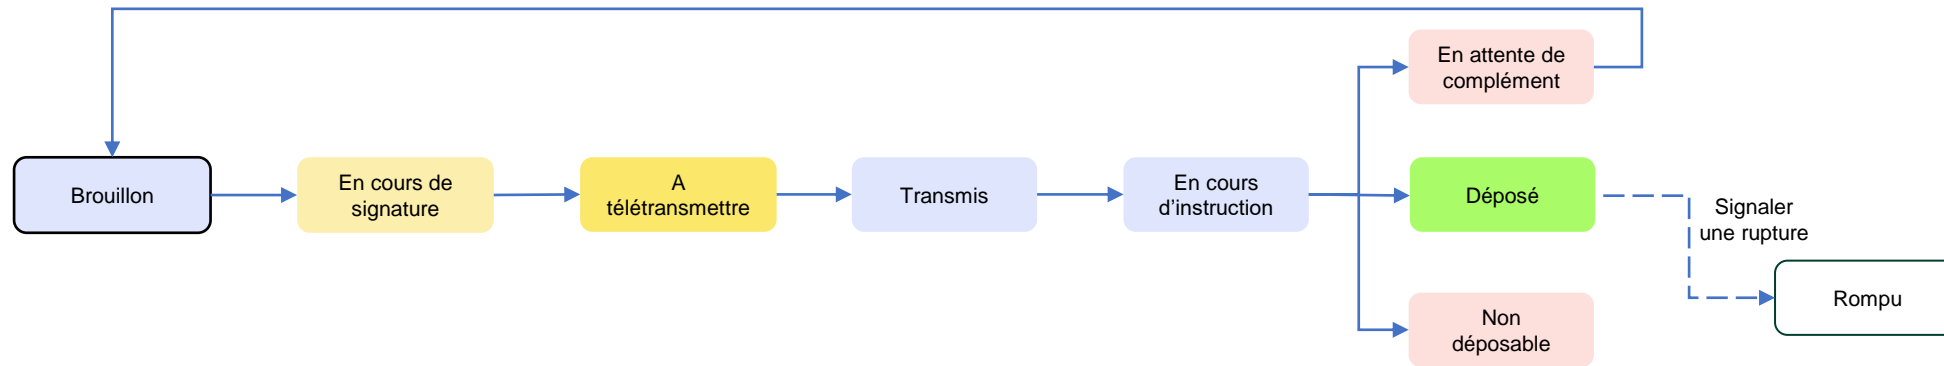 En attente de
complément
Brouillon
En cours de
signature
A
télétransmettre
Transmis
En cours
d’instruction
Déposé
Signaler
une rupture
Rompu
Non
déposable